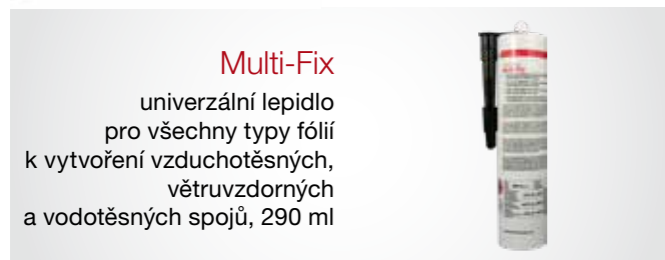 Multi-Fix
univerzální lepidlo
pro všechny typy fólií
k vytvoření vzduchotěsných,
větruvzdorných
a vodotěsných spojů, 290 ml